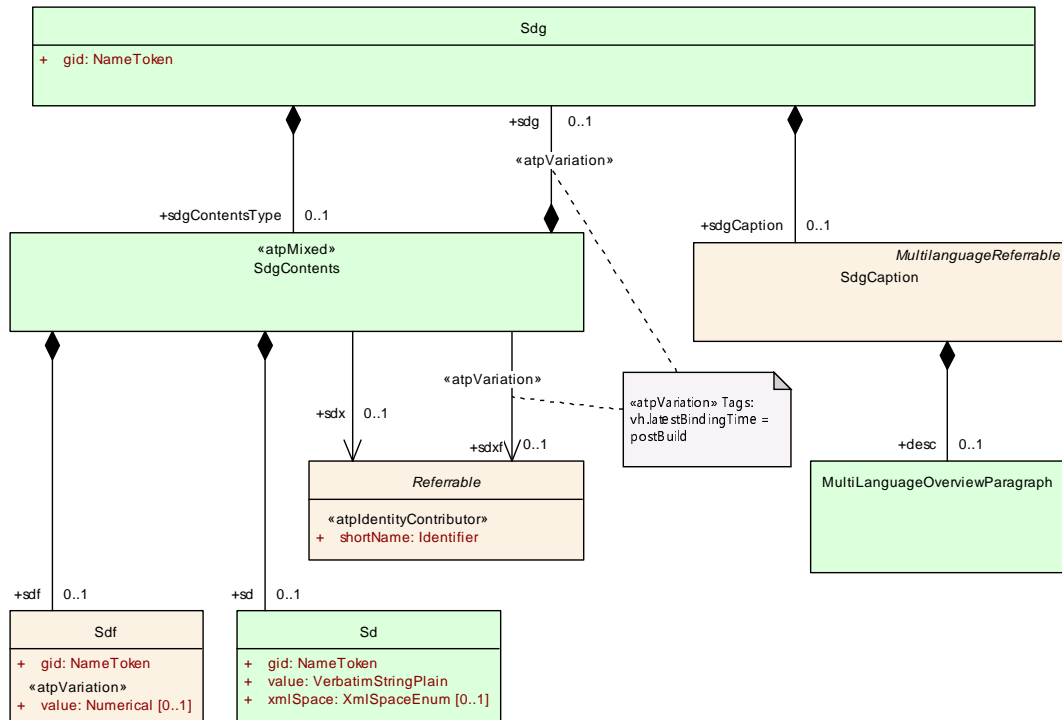 Sdg
+ gid: NameToken
+sdg 0..1
«atpVariation»
+sdgContentsType 0..1
+sdgCaption 0..1
«atpMixed»
SdgContents
MultilanguageReferrable
SdgCaption
«atpVariation»
«atpVariation» Tags:
vh.latestBindingTime =
postBuild
+sdx 0..1
+sdxf 0..1
+desc 0..1
Referrable
«atpIdentityContributor»
+ shortName: Identifier
MultiLanguageOverviewParagraph
+sdf 0..1
+sd 0..1
Sdf
+ gid: NameToken
«atpVariation»
+ value: Numerical [0..1]
Sd
+ gid: NameToken
+ value: VerbatimStringPlain
+ xmlSpace: XmlSpaceEnum [0..1]